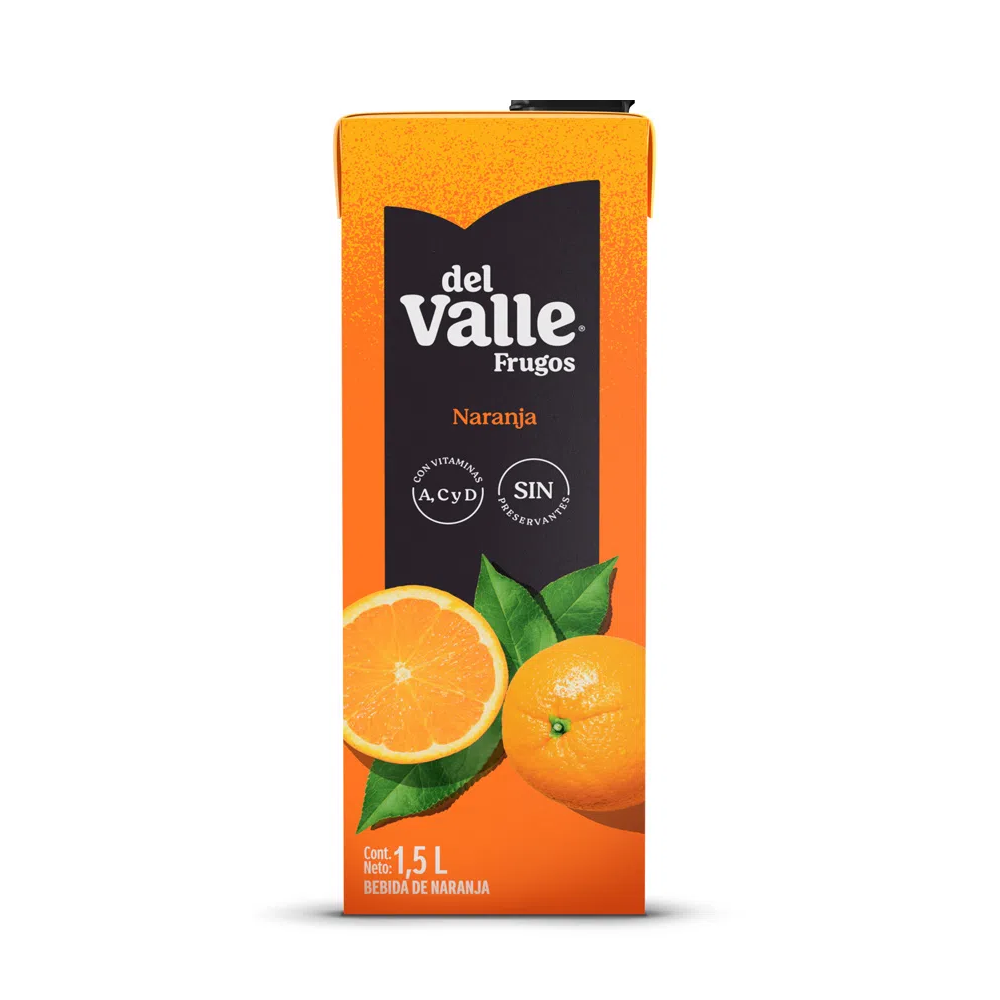 del
Valle®
Frugos
Naranja
CON VITAMINAS
A, C y D
SIN
PRESERVANTES
Cont.
Neto: 1,5 L
BEBIDA DE NARANJA